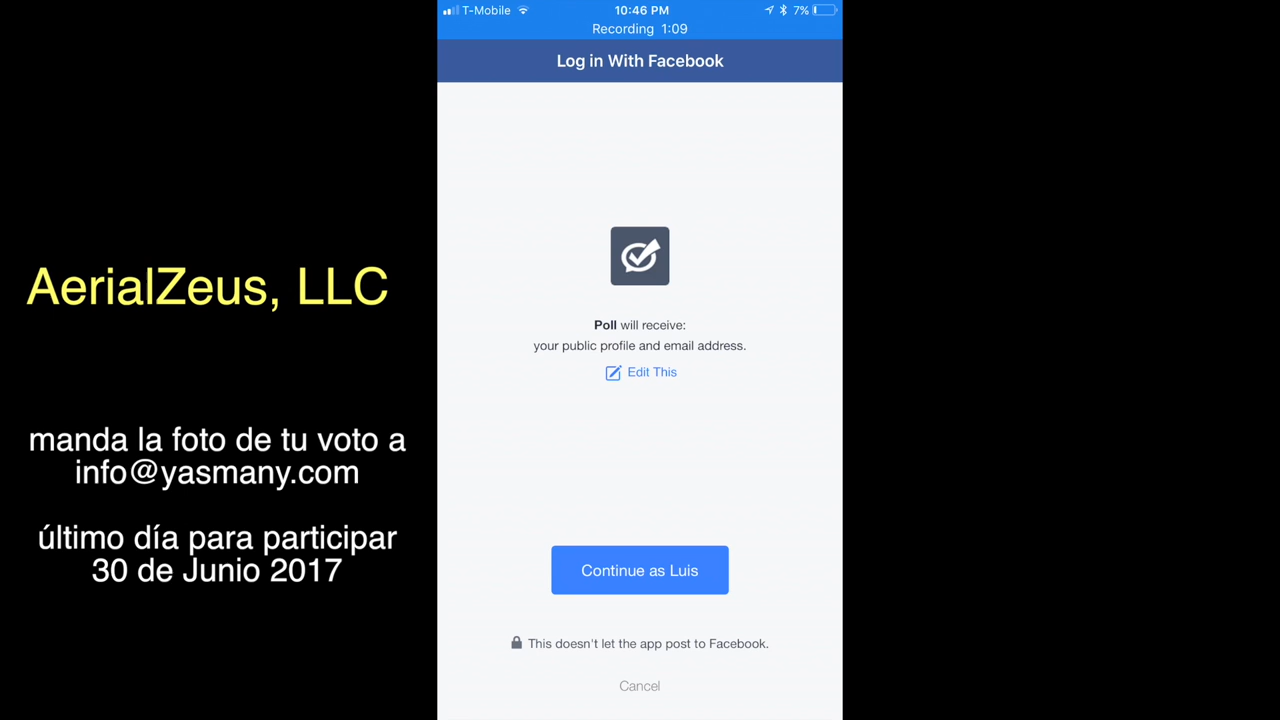 T-Mobile 10:46 PM 7%
Recording 1:09
Log in With Facebook
AerialZeus, LLC
manda la foto de tu voto a
info@yasmany.com
último día para participar
30 de Junio 2017
Poll will receive:
your public profile and email address.
Edit This
Continue as Luis
This doesn't let the app post to Facebook.
Cancel